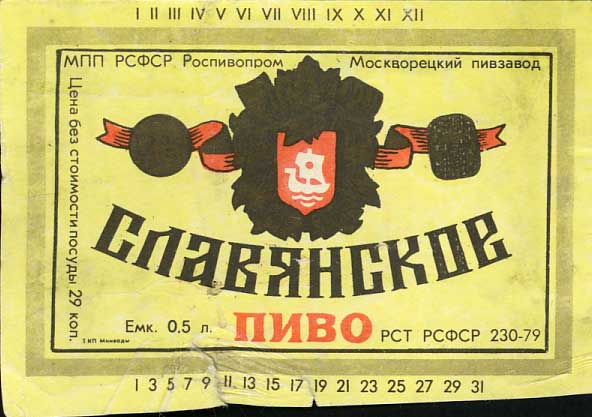 I II III IV V VI VII VIII IX X XI XII
МПП РСФСР Роспивопром Москворецкий пивзавод
Цена без стоимости посуды 29 коп.
СЛАВЯНСКОЕ
Емк. 0.5 л. ПИВО РСТ РСФСР 230-79
Т КП Минводы
1 3 5 7 9 11 13 15 17 19 21 23 25 27 29 31